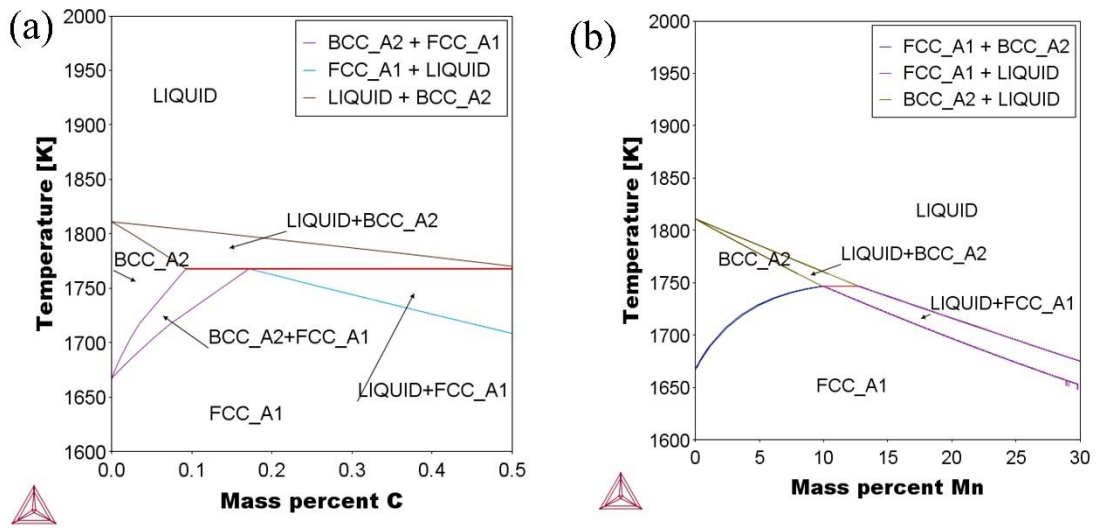 (a)
2000
1950
1900
1850
1800
1750
1700
1650
1600
Temperature [K]
BCC_A2 + FCC_A1
FCC_A1 + LIQUID
LIQUID + BCC_A2
LIQUID
LIQUID+BCC_A2
BCC_A2
BCC_A2+FCC_A1
LIQUID+FCC_A1
FCC_A1
0.0 0.1 0.2 0.3 0.4 0.5
Mass percent C
(b)
2000
1950
1900
1850
1800
1750
1700
1650
1600
Temperature [K]
FCC_A1 + BCC_A2
FCC_A1 + LIQUID
BCC_A2 + LIQUID
LIQUID
LIQUID+BCC_A2
BCC_A2
LIQUID+FCC_A1
FCC_A1
0 5 10 15 20 25 30
Mass percent Mn